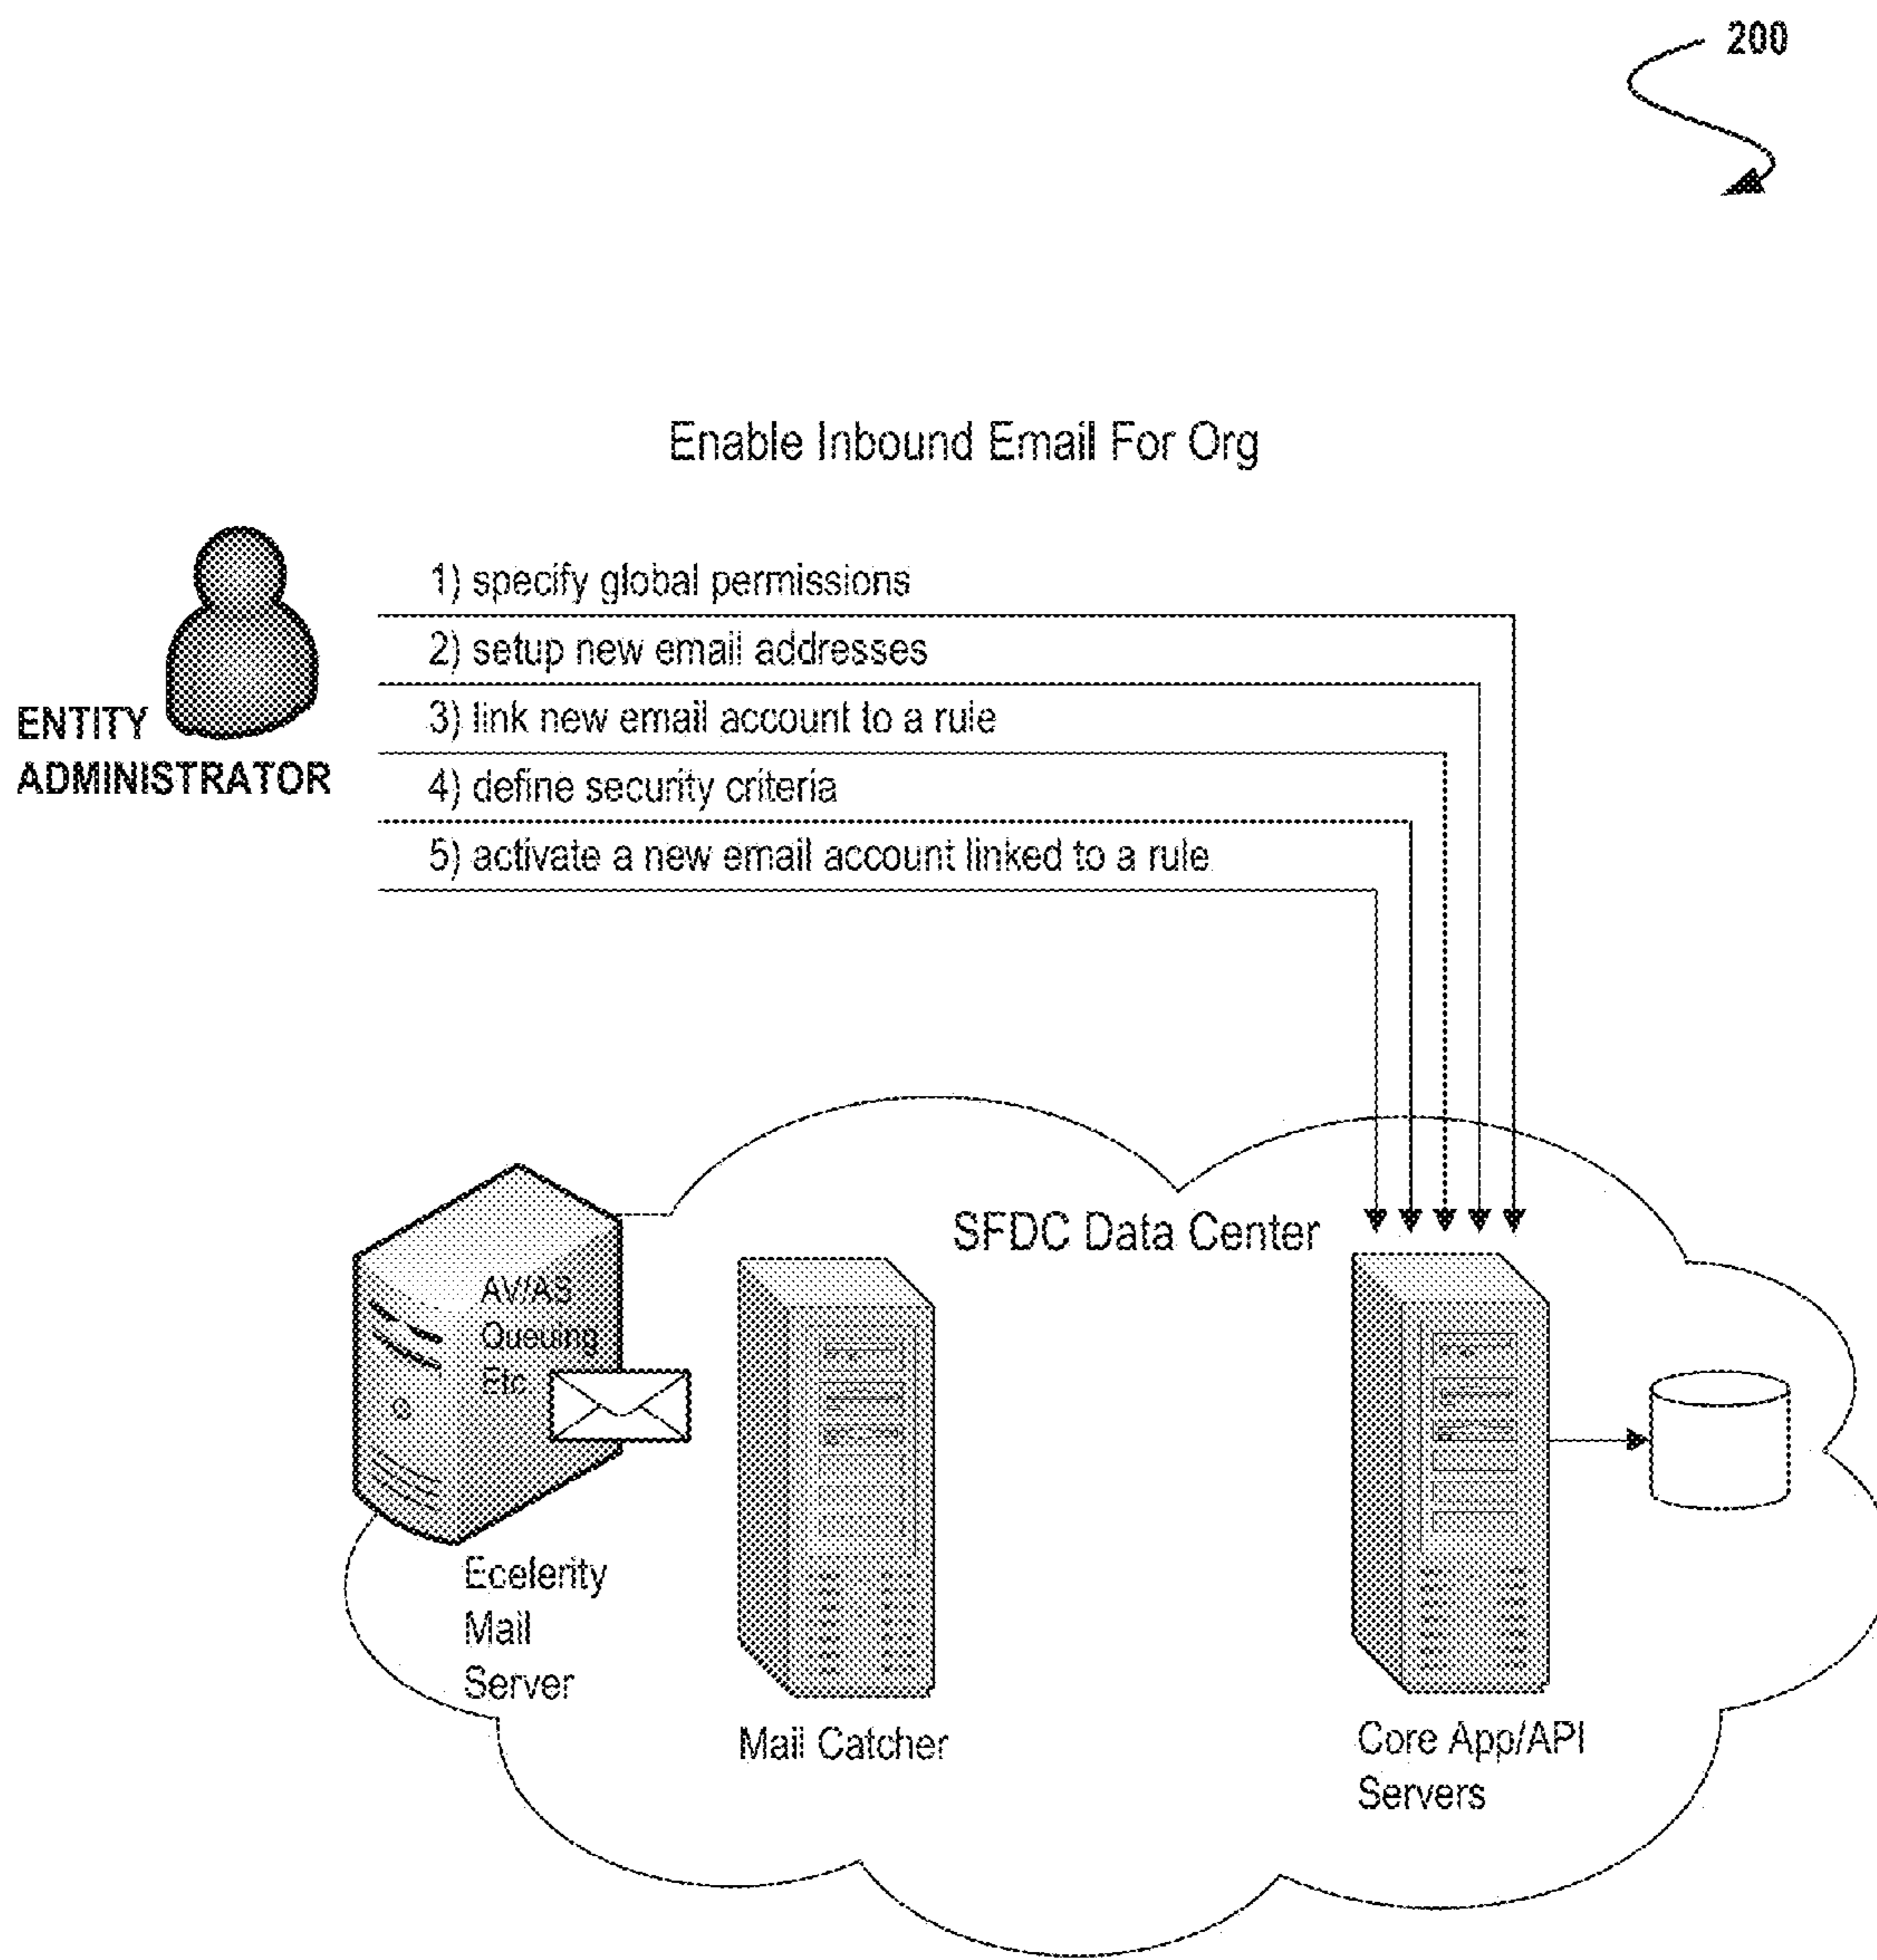 200
Enable Inbound Email For Org
1) specify global permissions
2) setup new email addresses
3) link new email account to a rule
4) define security criteria
5) activate a new email account linked to a rule
ENTITY
ADMINISTRATOR
SFDC Data Center
AV/AS
Queuing
Etc
Ecelerity
Mail
Server
Mail Catcher
Core App/API
Servers